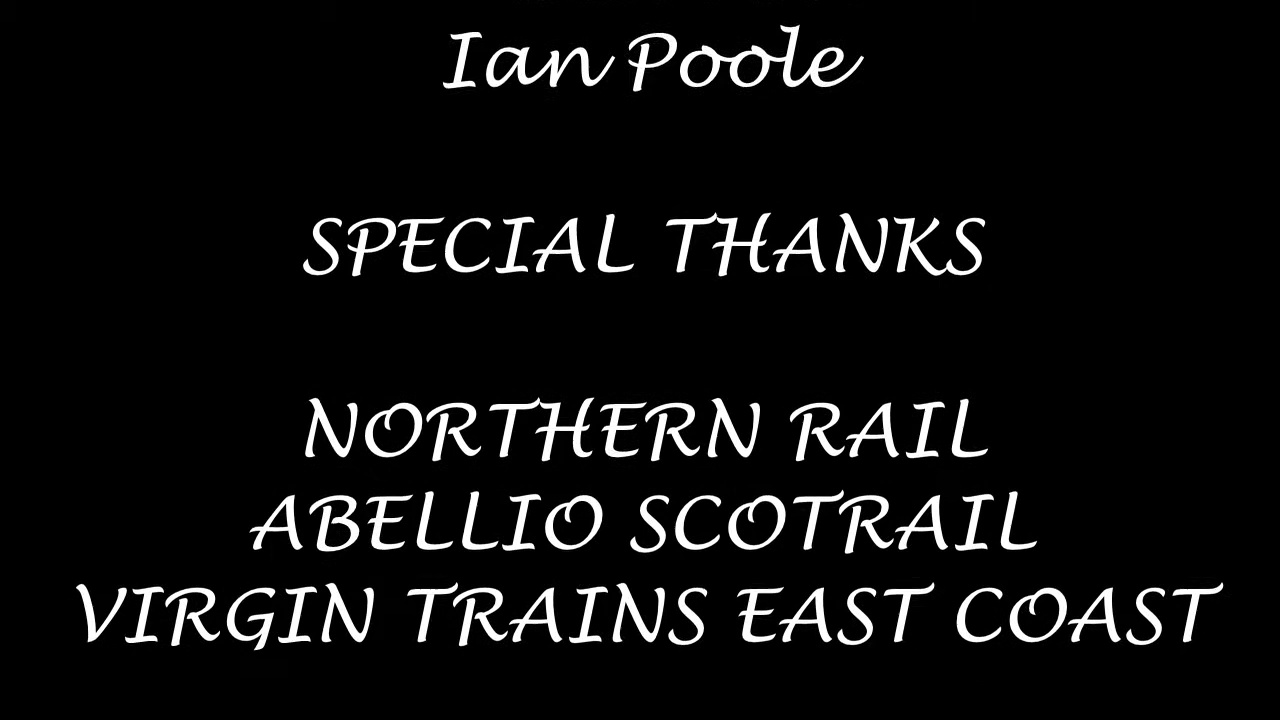 Ian Poole
SPECIAL THANKS
NORTHERN RAIL
ABELLIO SCOTRAIL
VIRGIN TRAINS EAST COAST